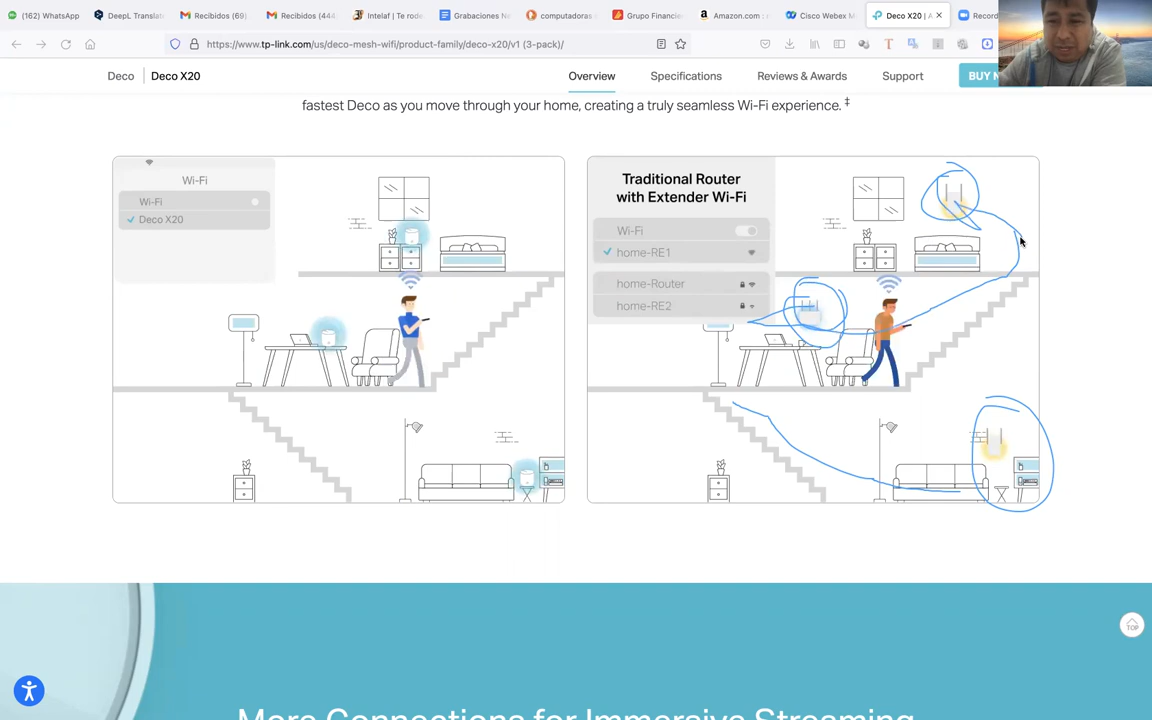 (162) WhatsApp
DeepL Translat
Recibidos (69)
Recibidos (444
Intelaf | Te rode
Grabaciones N
computadoras
Grupo Financie
Amazon.com : 
Cisco Webex M
Deco X20 | A
Record
https://www.tp-link.com/us/deco-mesh-wifi/product-family/deco-x20/v1 (3-pack)/
Deco
Deco X20
Overview
Specifications
Reviews & Awards
Support
BUY N
fastest Deco as you move through your home, creating a truly seamless Wi-Fi experience. ‡
Wi-Fi
Wi-Fi
Deco X20
Traditional Router
with Extender Wi-Fi
Wi-Fi
home-RE1
home-Router
home-RE2
TOP
More Connections for Immersive Streaming